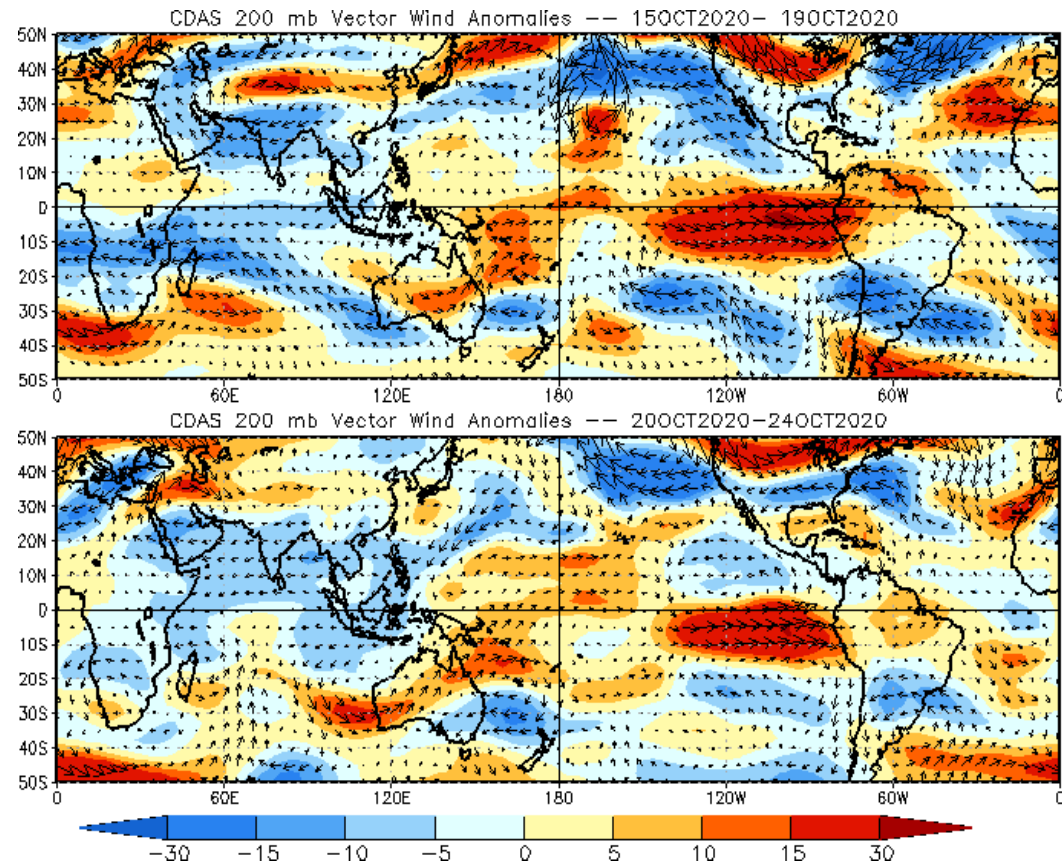 CDAS 200 mb Vector Wind Anomalies -- 15OCT2020- 19OCT2020
50N
40N
30N
20N
10N
0
10S
20S
30S
40S
50S
0 60E 120E 180 120W 60W 0
CDAS 200 mb Vector Wind Anomalies -- 20OCT2020-24OCT2020
50N
40N
30N
20N
10N
0
10S
20S
30S
40S
50S
0 60E 120E 180 120W 60W 0
-30 -15 -10 -5 0 5 10 15 30